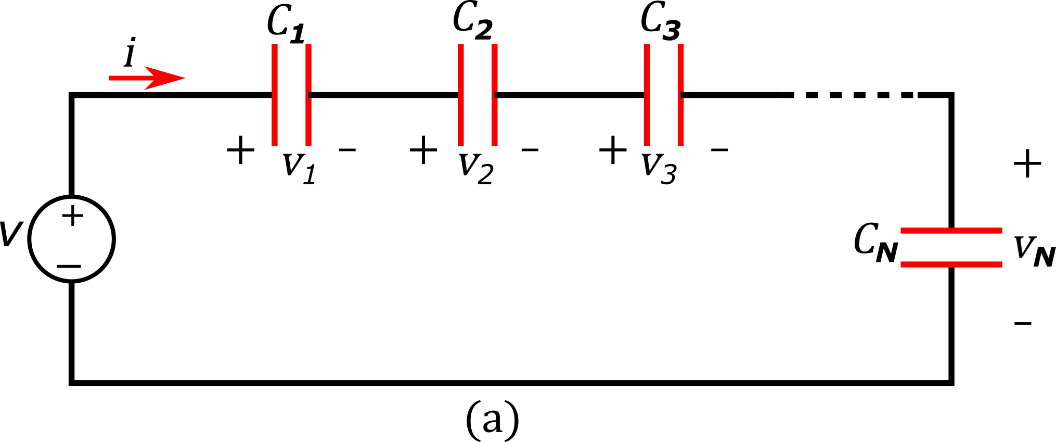 C1 C2 C3
i
+ v1 - + v2 - + v3 - +
V + CN vN
- -
(a)